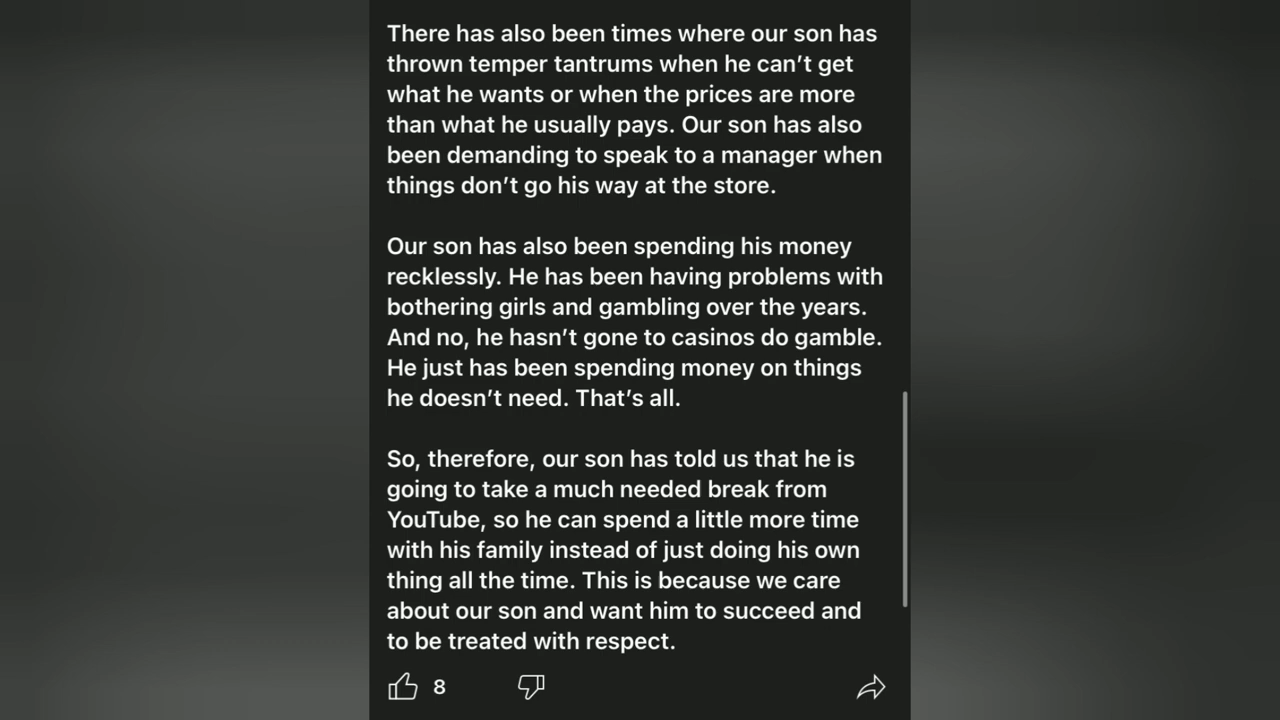 There has also been times where our son has
thrown temper tantrums when he can't get
what he wants or when the prices are more
than what he usually pays. Our son has also
been demanding to speak to a manager when
things don't go his way at the store.
Our son has also been spending his money
recklessly. He has been having problems with
bothering girls and gambling over the years.
And no, he hasn't gone to casinos do gamble.
He just has been spending money on things
he doesn't need. That's all.
So, therefore, our son has told us that he is
going to take a much needed break from
YouTube, so he can spend a little more time
with his family instead of just doing his own
thing all the time. This is because we care
about our son and want him to succeed and
to be treated with respect.
8